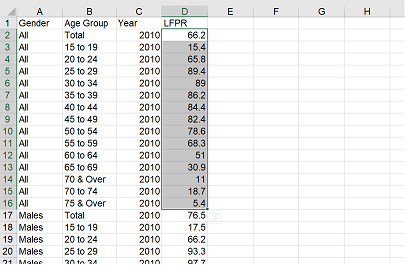 A B C D E F G H
1 Gender Age Group Year LFPR
2 All Total 2010 66.2
3 All 15 to 19 2010 15.4
4 All 20 to 24 2010 65.8
5 All 25 to 29 2010 89.4
6 All 30 to 34 2010 89
7 All 35 to 39 2010 86.2
8 All 40 to 44 2010 84.4
9 All 45 to 49 2010 82.4
10 All 50 to 54 2010 78.6
11 All 55 to 59 2010 68.3
12 All 60 to 64 2010 51
13 All 65 to 69 2010 30.9
14 All 70 & Over 2010 11
15 All 70 to 74 2010 18.7
16 All 75 & Over 2010 5.4
17 Males Total 2010 76.5
18 Males 15 to 19 2010 17.5
19 Males 20 to 24 2010 66.2
20 Males 25 to 29 2010 93.3
21 Males 30 to 34 2010 97.7